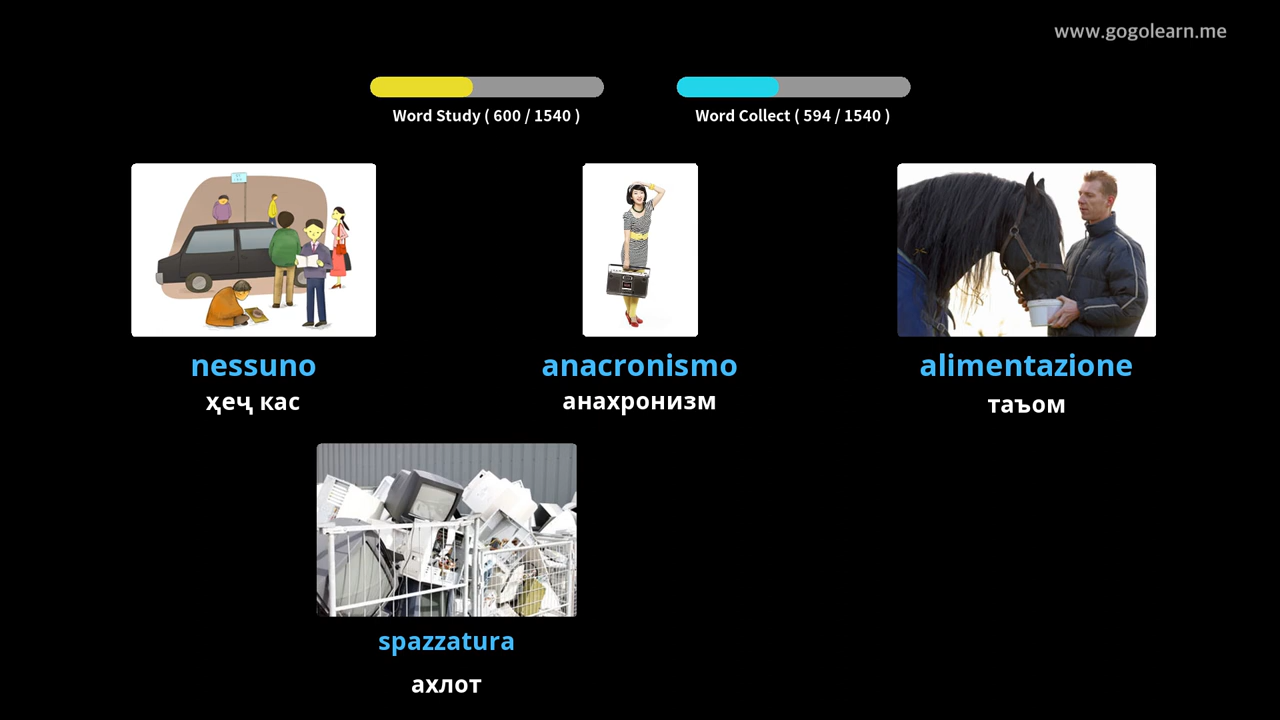 www.gogolearn.me
Word Study ( 600 / 1540 )
Word Collect ( 594 / 1540 )
nessuno
ҳеҷ кас
anacronismo
анахронизм
alimentazione
таъом
spazzatura
ахлот